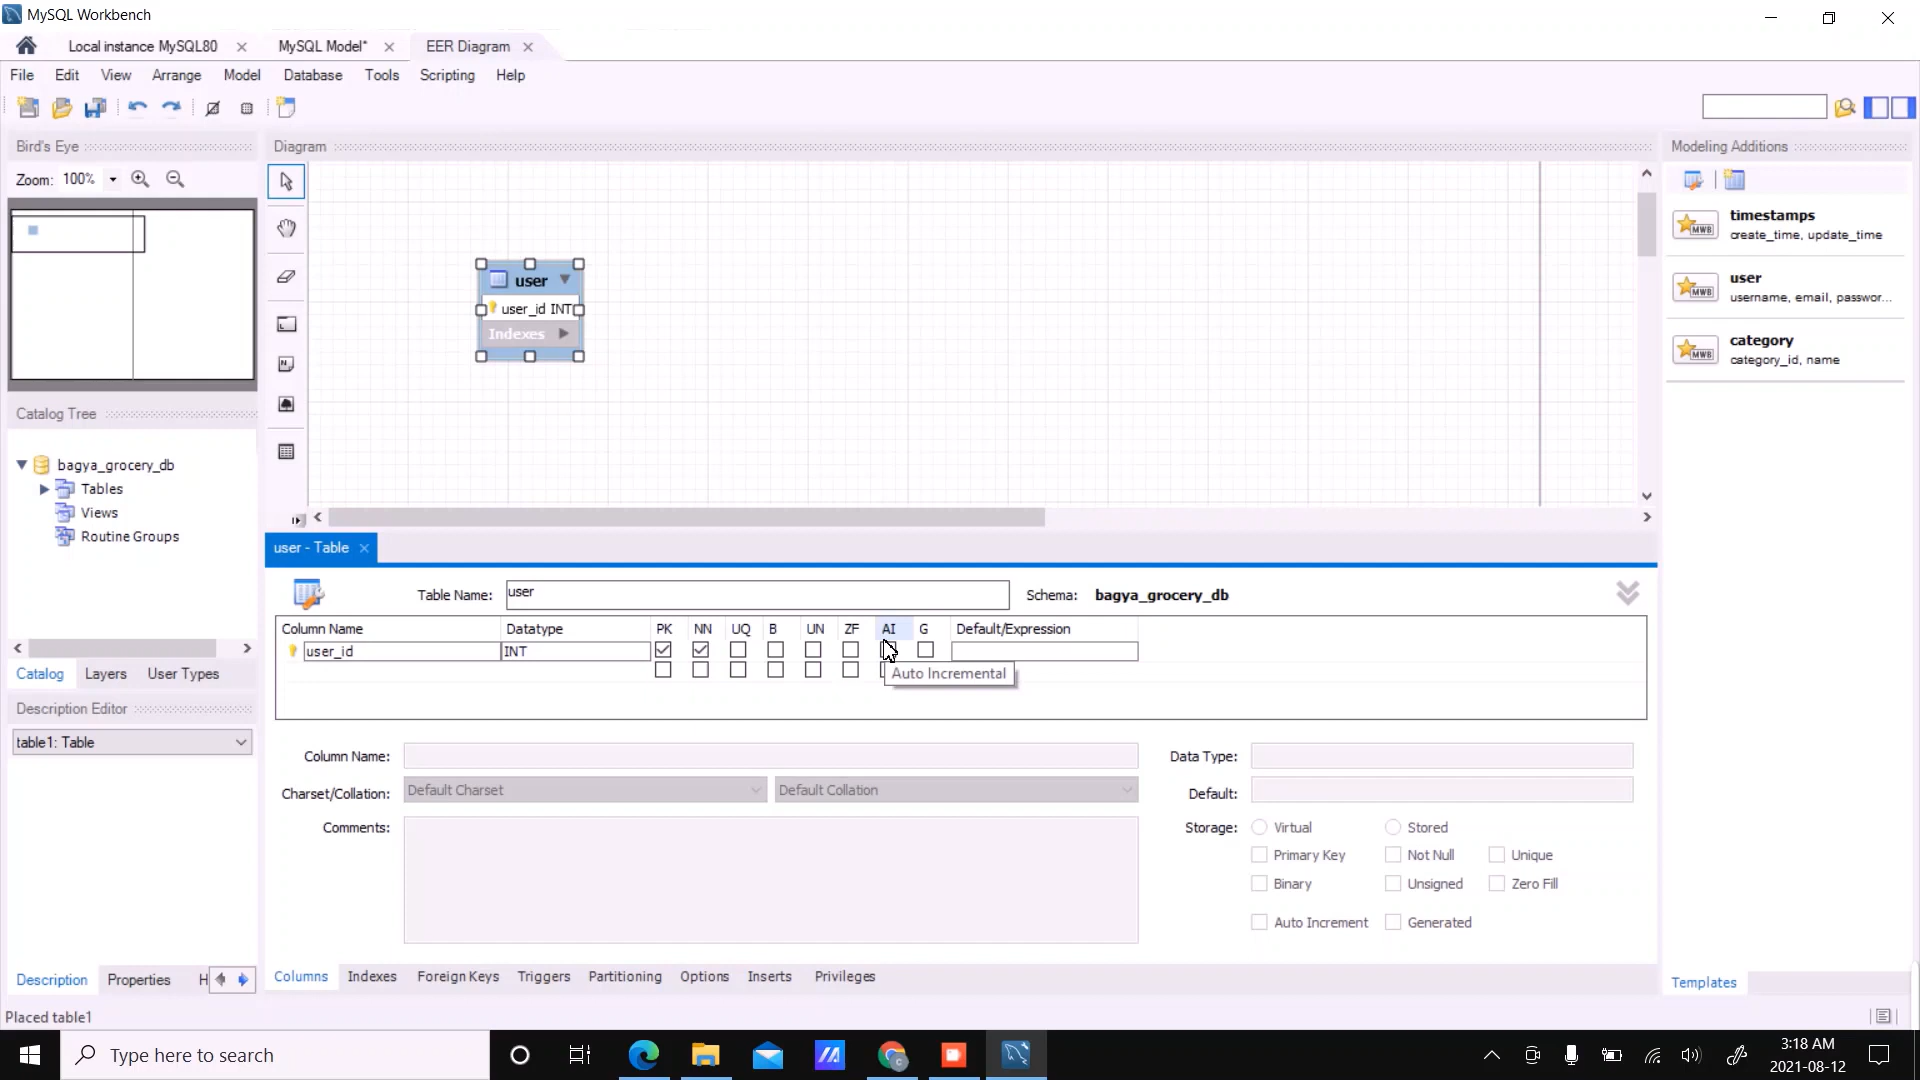 MySQL Workbench
Local instance MySQL80
MySQL Model*
EER Diagram
File Edit View Arrange Model Database Tools Scripting Help
Bird's Eye
Diagram
Modeling Additions
Zoom: 100%
timestamps
create_time, update_time
user
username, email, passwor...
category
category_id, name
user
user_id INT
Indexes
Catalog Tree
bagya_grocery_db
Tables
Views
Routine Groups
user - Table
Table Name: user Schema: bagya_grocery_db
Column Name Datatype PK NN UQ B UN ZF AI G Default/Expression
user_id INT
Auto Incremental
Catalog Layers User Types
Description Editor
table1: Table
Column Name: Data Type:
Charset/Collation: Default Charset Default Collation Default:
Comments: Storage: Virtual Stored
Primary Key Not Null Unique
Binary Unsigned Zero Fill
Auto Increment Generated
Description Properties H
Columns Indexes Foreign Keys Triggers Partitioning Options Inserts Privileges
Templates
Placed table1
Type here to search
3:18 AM
2021-08-12